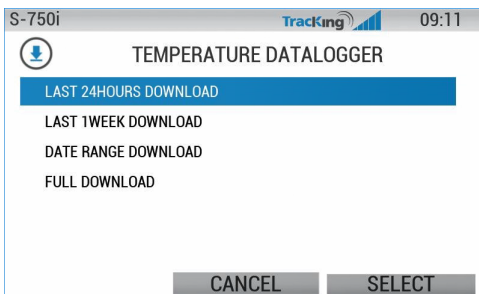 S-750i TracKing 09:11
TEMPERATURE DATALOGGER
LAST 24HOURS DOWNLOAD
LAST 1WEEK DOWNLOAD
DATE RANGE DOWNLOAD
FULL DOWNLOAD
CANCEL SELECT